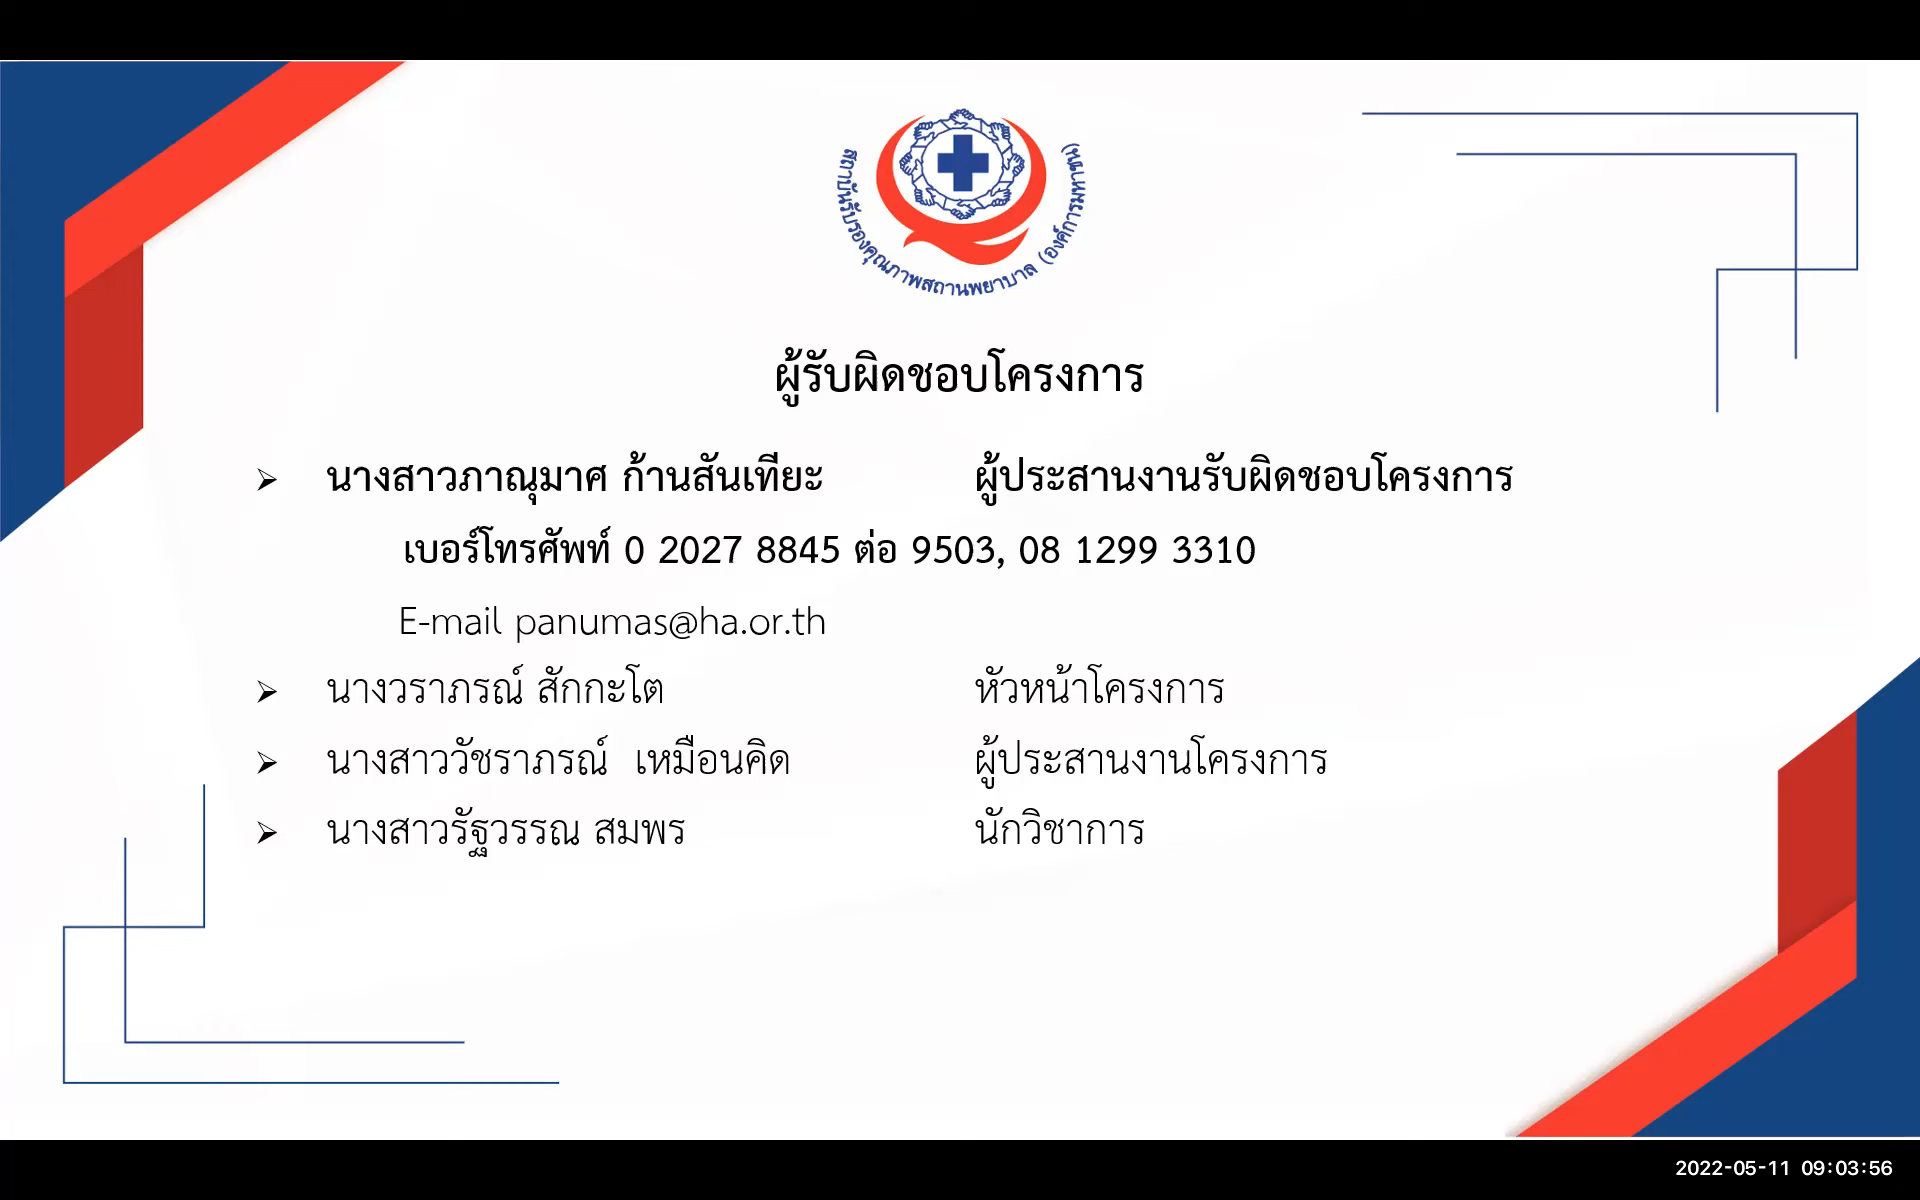 สถาบันรับรองคุณภาพสถานพยาบาล (องค์การมหาชน)
ผู้รับผิดชอบโครงการ
➢ นางสาวภาณุมาศ ก้านสันเทียะ ผู้ประสานงานรับผิดชอบโครงการ
เบอร์โทรศัพท์ 0 2027 8845 ต่อ 9503, 08 1299 3310
E-mail panumas@ha.or.th
➢ นางวราภรณ์ สักกะโต หัวหน้าโครงการ
➢ นางสาววัชราภรณ์ เหมือนคิด ผู้ประสานงานโครงการ
➢ นางสาวรัฐวรรณ สมพร นักวิชาการ
2022-05-11 09:03:56